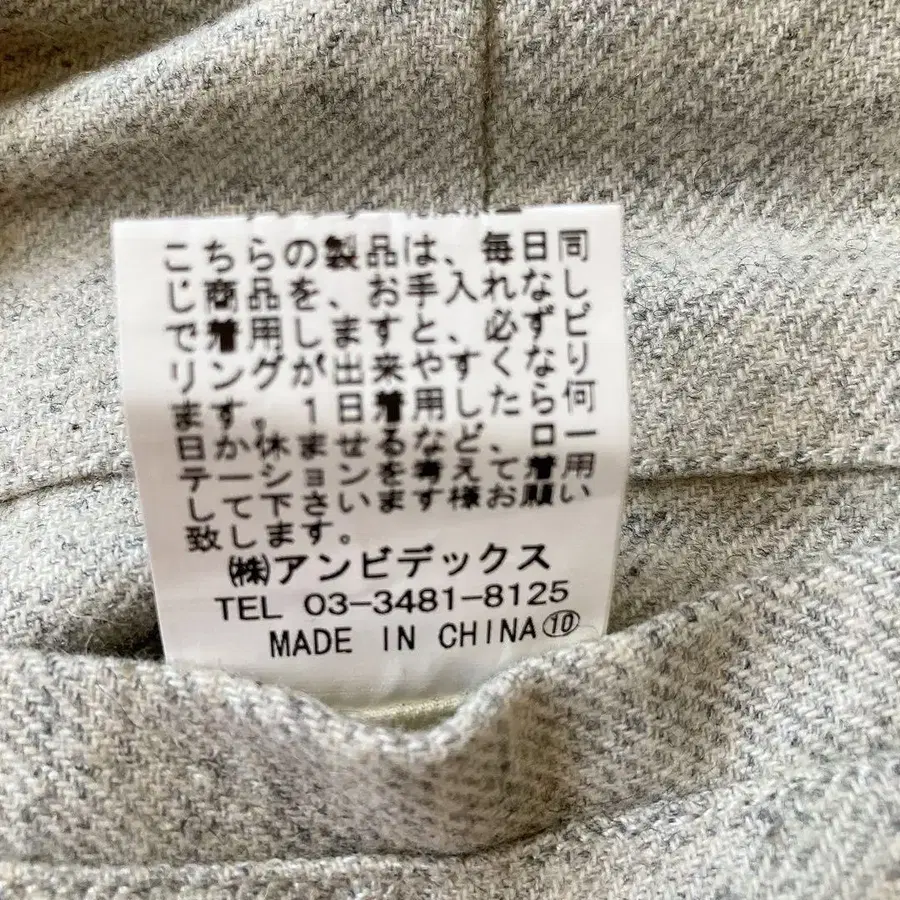 こちらの製品は、毎日同
じ商品を、お手入れなし
で着用しますと、必ずピ
リングが出来やすくなり
ます。1日着用したら何
日か休ませるなど、ロー
テーションを考えて着用
して下さいます様お願い
致します。
㈱アンビデックス
TEL 03-3481-8125
MADE IN CHINA⑩